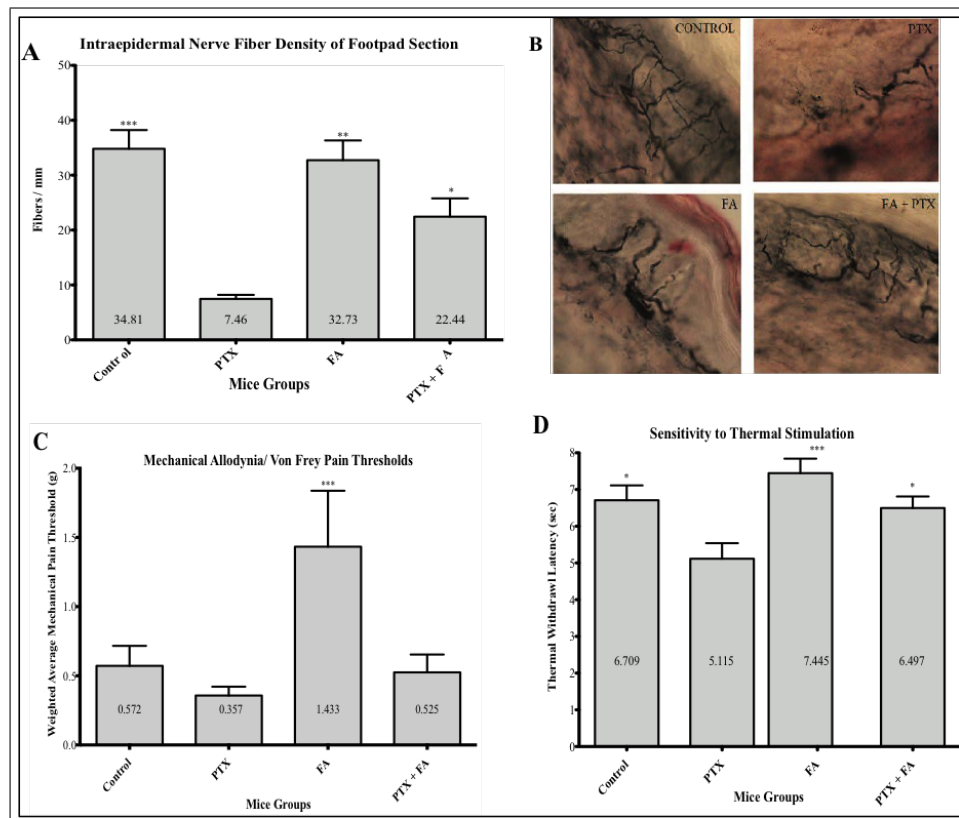 A
Intraepidermal Nerve Fiber Density of Footpad Section
50
40
30
20
10
0
Fibers / mm
***
**
*
34.81
7.46
32.73
22.44
Contr ol
PTX
FA
PTX + F A
Mice Groups
B
CONTROL
PTX
FA
FA + PTX
C
Mechanical Allodynia/ Von Frey Pain Thresholds
2.0
1.5
1.0
0.5
0.0
Weighted Average Mechanical Pain Threshold (g)
***
0.572
0.357
1.433
0.525
Control
PTX
FA
PTX + FA
Mice Groups
D
Sensitivity to Thermal Stimulation
8
7
6
5
4
3
2
1
0
Thermal Withdrawl Latency (sec)
*
***
*
6.709
5.115
7.445
6.497
Control
PTX
FA
PTX + FA
Mice Groups